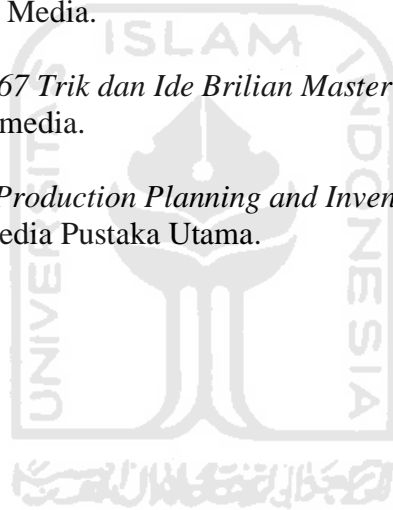 Media.
67 Trik dan Ide Brilian Master
media.
Production Planning and Inven
edia Pustaka Utama.
ISLAM
UNIVERSITAS
INDONESIA